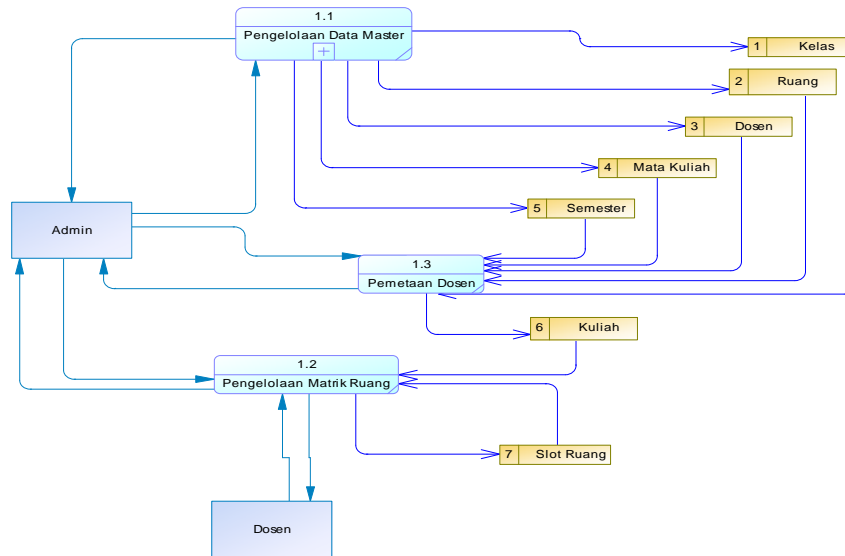 1.1
Pengelolaan Data Master
1 Kelas
2 Ruang
3 Dosen
4 Mata Kuliah
5 Semester
Admin
1.3
Pemetaan Dosen
6 Kuliah
1.2
Pengelolaan Matrik Ruang
7 Slot Ruang
Dosen